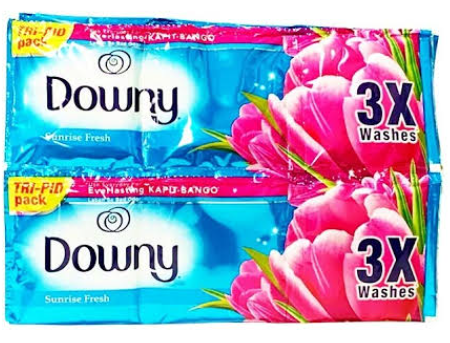 TRI-PID
pack
Everlasting KAPIT-BANGO
Downy
Sunrise Fresh
3X
Washes
TRI-PID
pack
Everlasting KAPIT-BANGO
Downy
Sunrise Fresh
3X
Washes